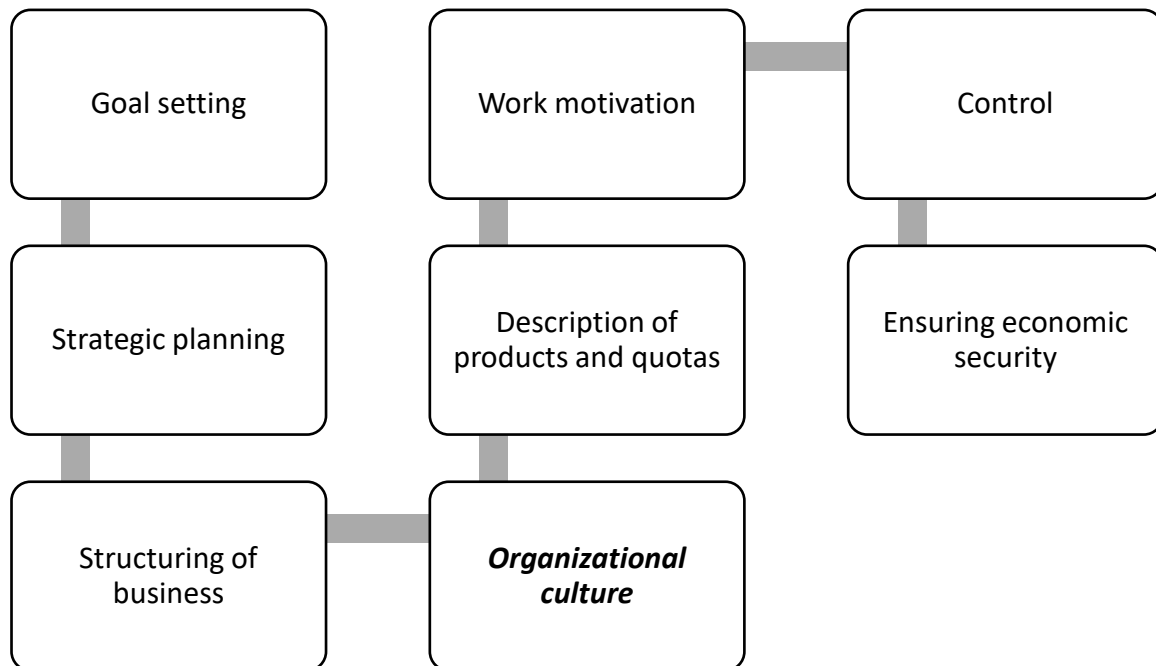 Goal setting
Strategic planning
Structuring of
business
Organizational
culture
Description of
products and quotas
Work motivation
Control
Ensuring economic
security